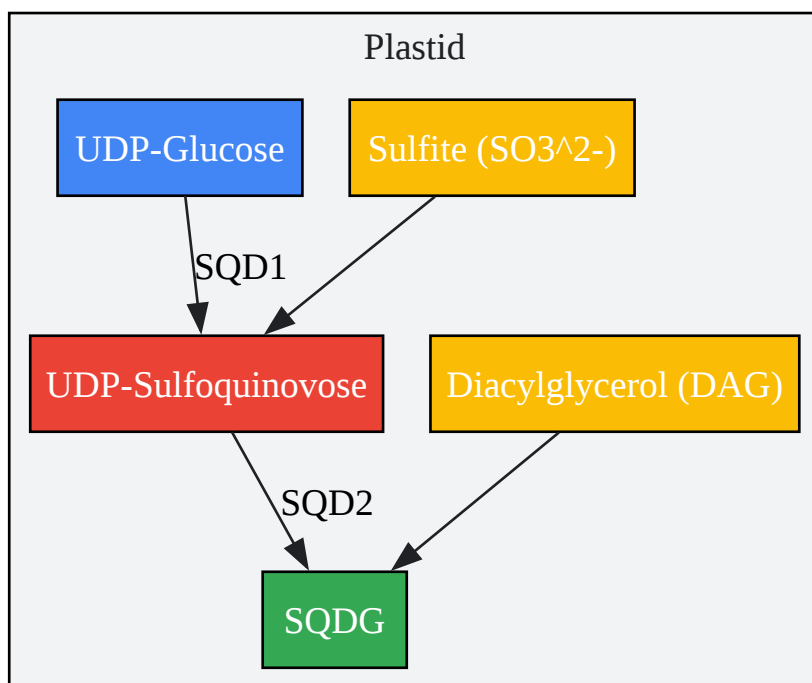 Plastid
UDP-Glucose
Sulfite (SO3^2-)
SQD1
UDP-Sulfoquinovose
Diacylglycerol (DAG)
SQD2
SQDG